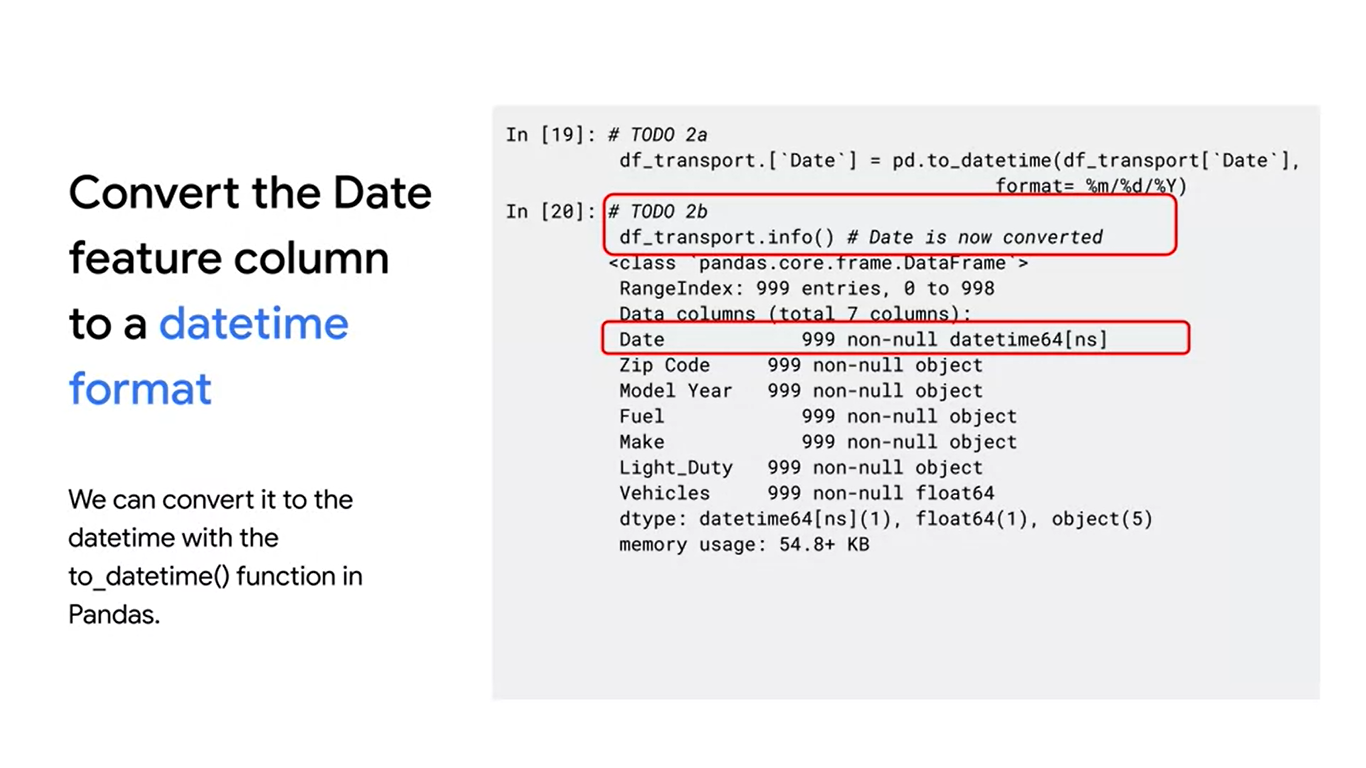 Convert the Date
feature column
to a datetime
format
We can convert it to the
datetime with the
to_datetime() function in
Pandas.
In [19]: # TODO 2a
df_transport.[`Date`] = pd.to_datetime(df_transport[`Date`],
format= %m/%d/%Y)
In [20]: # TODO 2b
df_transport.info() # Date is now converted
<class `pandas.core.frame.DataFrame`>
RangeIndex: 999 entries, 0 to 998
Data columns (total 7 columns):
Date 999 non-null datetime64[ns]
Zip Code 999 non-null object
Model Year 999 non-null object
Fuel 999 non-null object
Make 999 non-null object
Light_Duty 999 non-null object
Vehicles 999 non-null float64
dtype: datetime64[ns](1), float64(1), object(5)
memory usage: 54.8+ KB